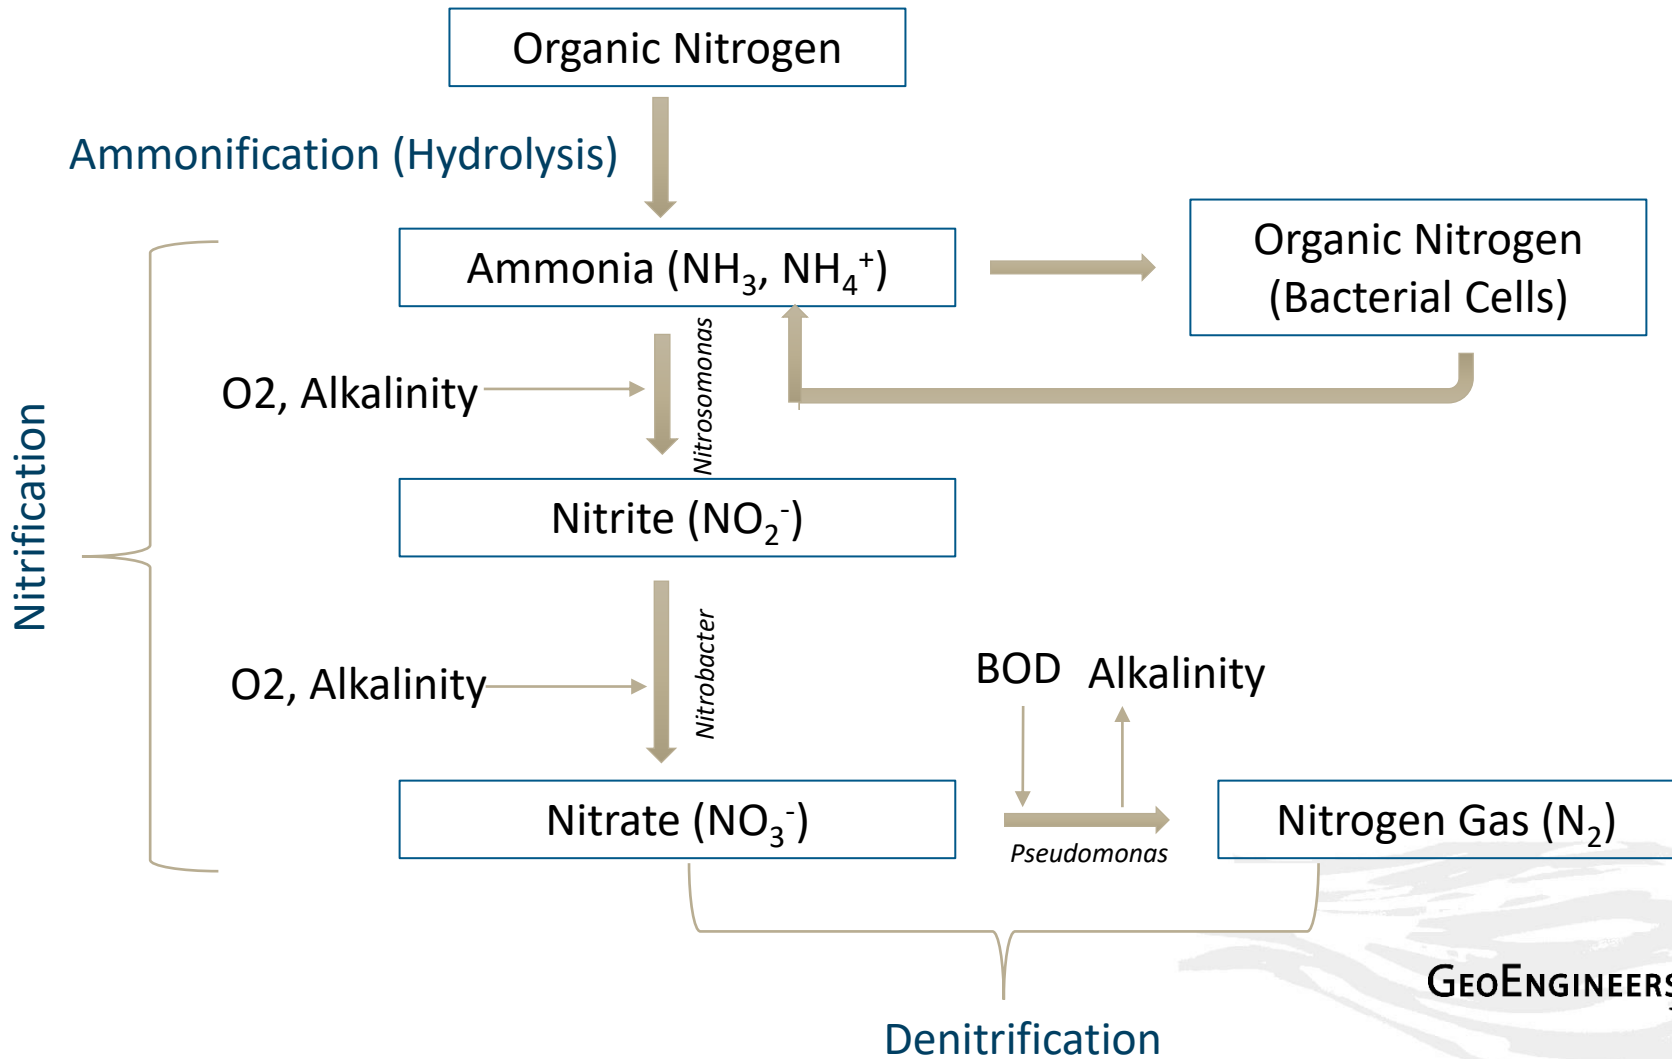 Organic Nitrogen
Ammonification (Hydrolysis)
Ammonia (NH₃, NH₄⁺)
Organic Nitrogen
(Bacterial Cells)
O2, Alkalinity
Nitrosomonas
Nitrification
Nitrite (NO₂⁻)
O2, Alkalinity
Nitrobacter
BOD
Alkalinity
Nitrate (NO₃⁻)
Pseudomonas
Nitrogen Gas (N₂)
Denitrification
GEOENGINEERS